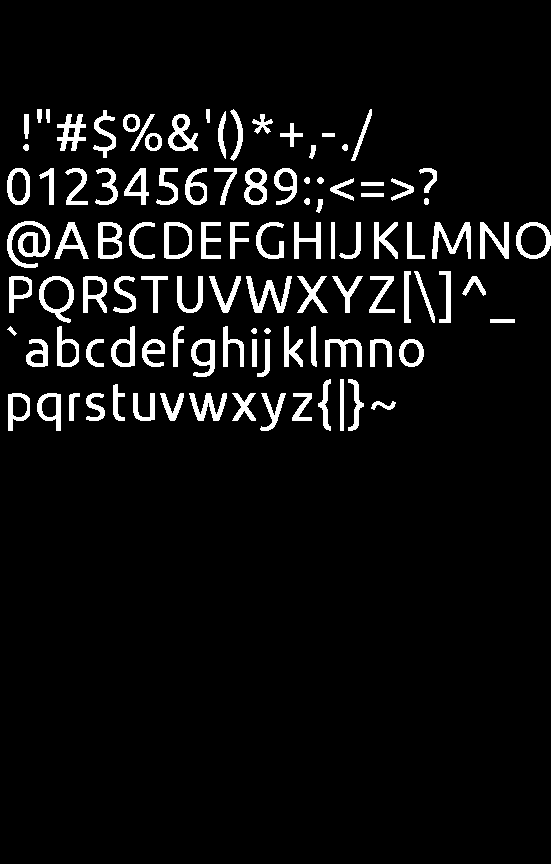 !"#$%&'()*+,-./
0123456789:;<=>?
@ABCDEFGHIJKLMNO
PQRSTUVWXYZ[\]^_
`abcdefghijklmno
pqrstuvwxyz{|}~